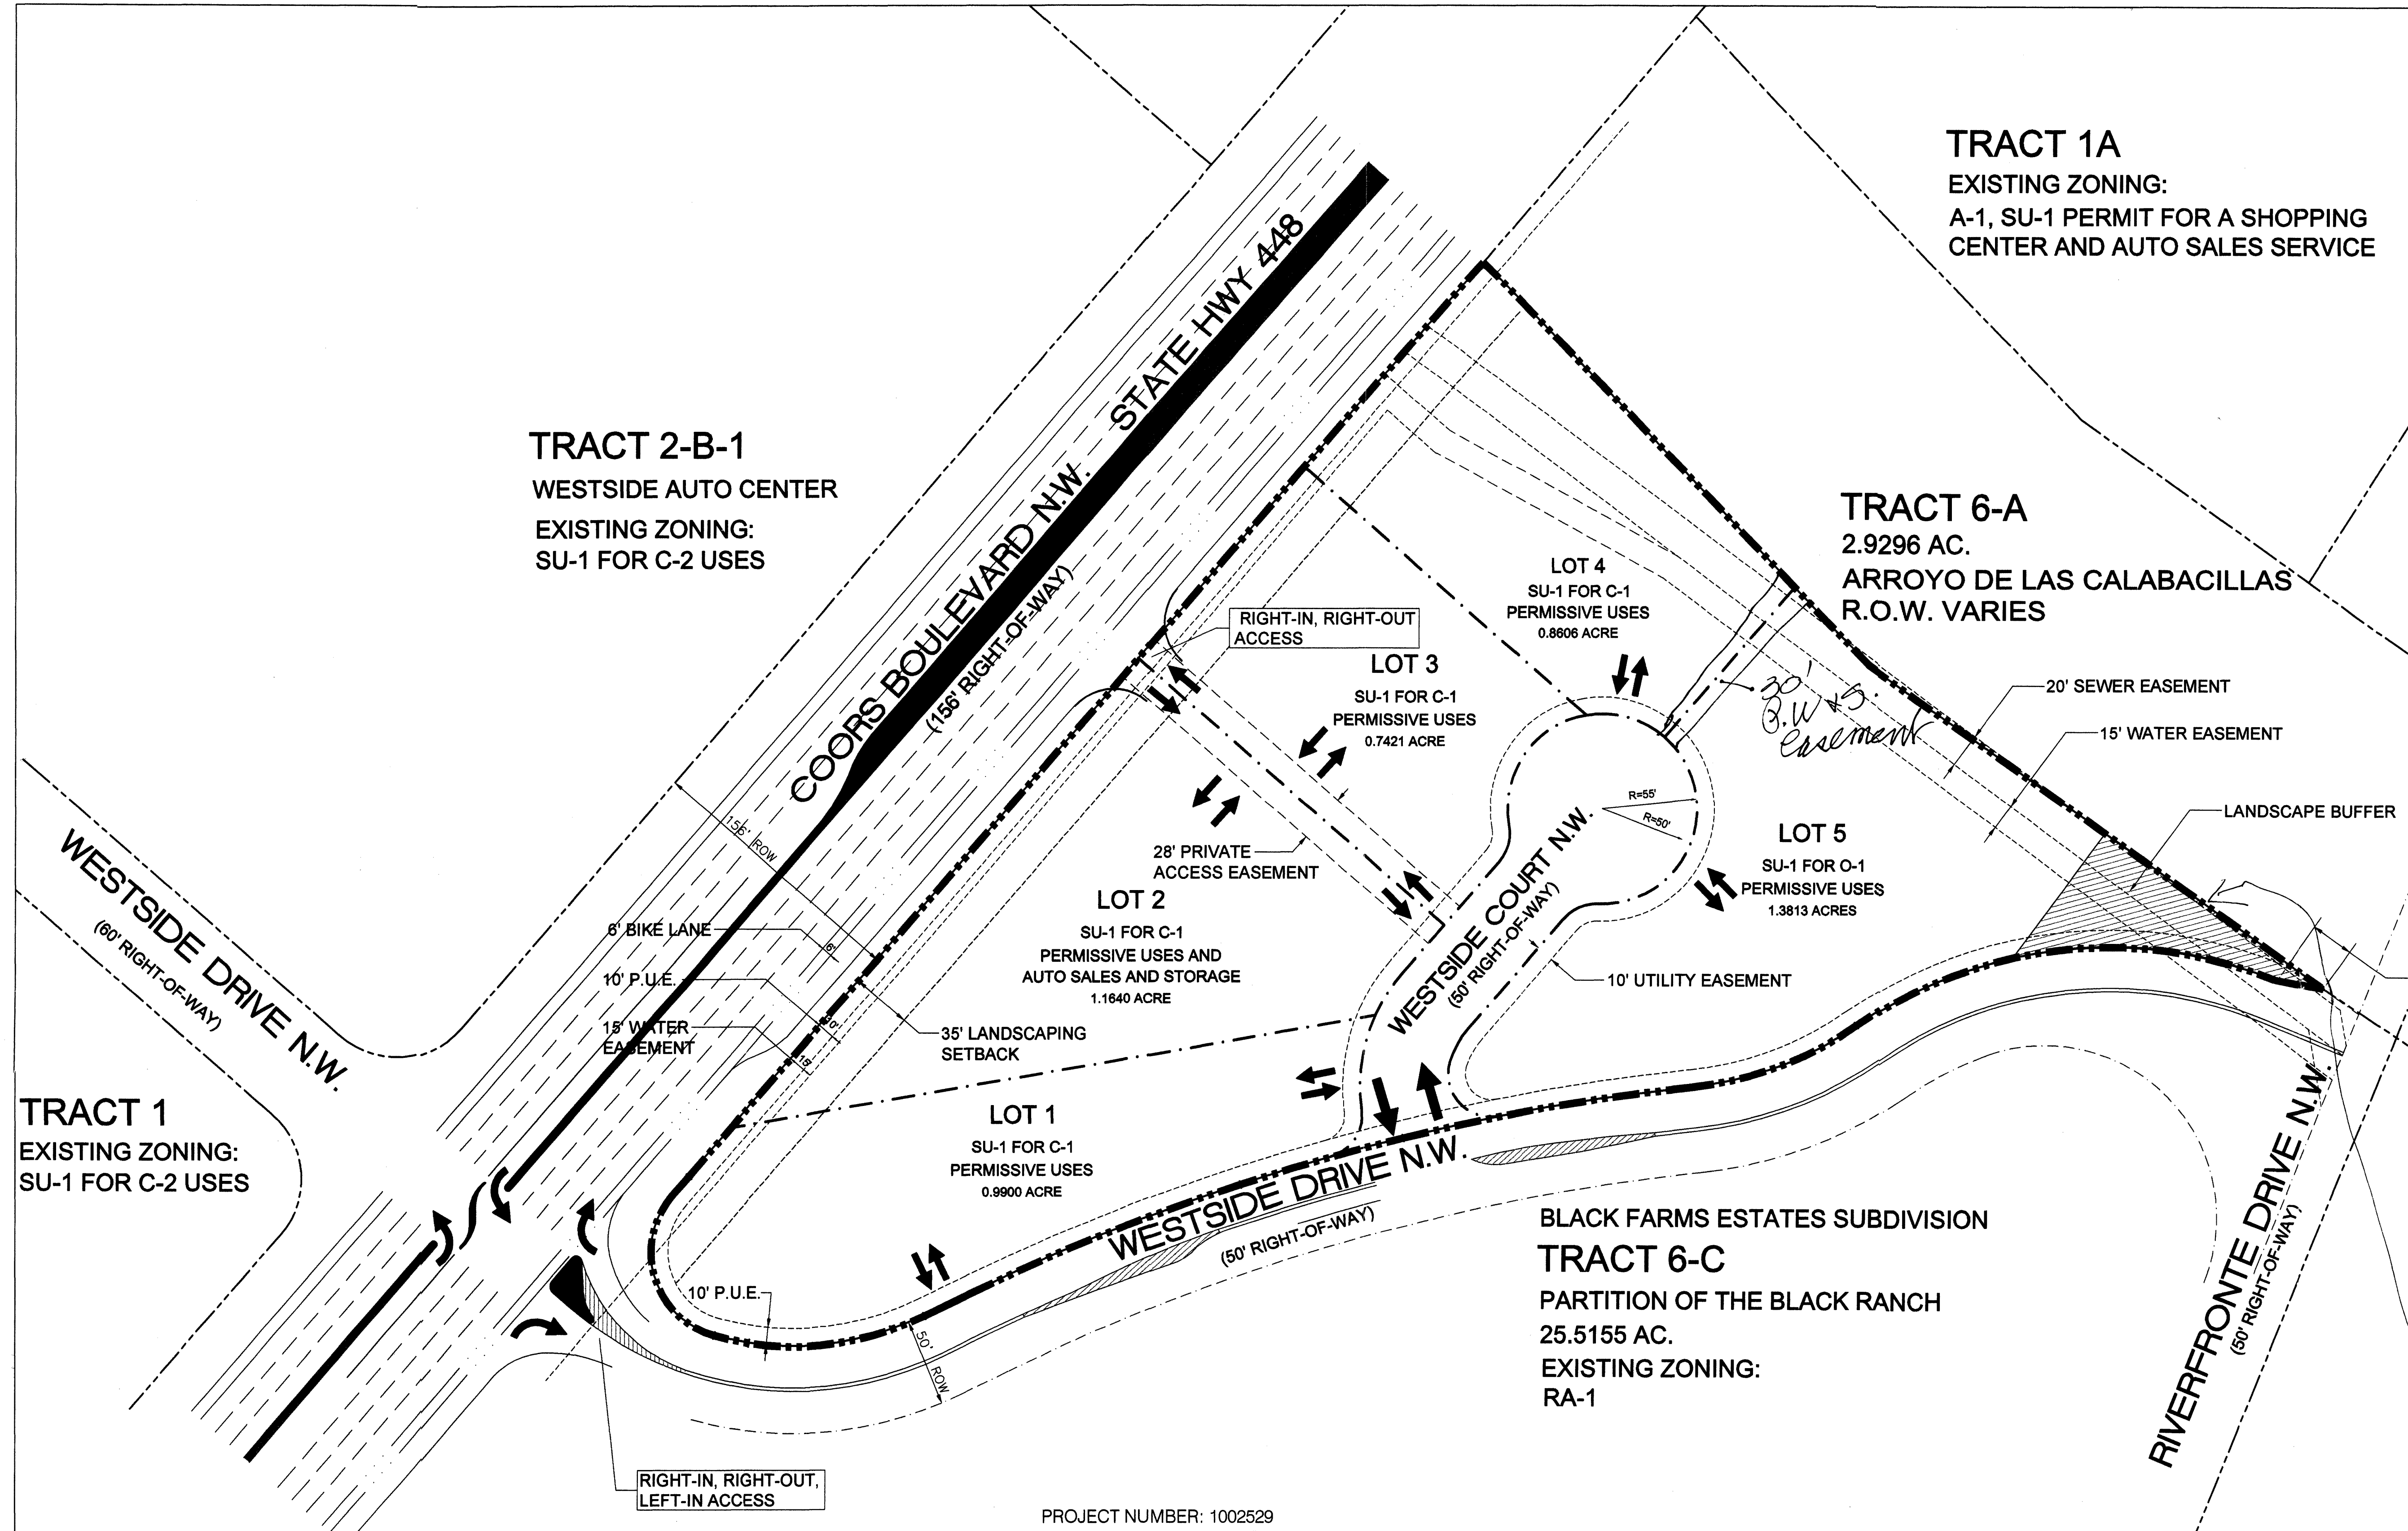 TRACT 1A
EXISTING ZONING:
A-1, SU-1 PERMIT FOR A SHOPPING
CENTER AND AUTO SALES SERVICE
STATE HWY 448
COORS BOULEVARD N.W.
(156' RIGHT-OF-WAY)
TRACT 2-B-1
WESTSIDE AUTO CENTER
EXISTING ZONING:
SU-1 FOR C-2 USES
TRACT 6-A
2.9296 AC.
ARROYO DE LAS CALABACILLAS
R.O.W. VARIES
LOT 4
SU-1 FOR C-1
PERMISSIVE USES
0.8606 ACRE
RIGHT-IN, RIGHT-OUT
ACCESS
LOT 3
SU-1 FOR C-1
PERMISSIVE USES
0.7421 ACRE
30'
easement
20' SEWER EASEMENT
15' WATER EASEMENT
LANDSCAPE BUFFER
R=55'
R=50'
LOT 5
SU-1 FOR O-1
PERMISSIVE USES
1.3813 ACRES
28' PRIVATE
ACCESS EASEMENT
WESTSIDE COURT N.W.
(50' RIGHT-OF-WAY)
10' UTILITY EASEMENT
156' ROW
WESTSIDE DRIVE N.W.
(60' RIGHT-OF-WAY)
LOT 2
SU-1 FOR C-1
PERMISSIVE USES AND
AUTO SALES AND STORAGE
1.1640 ACRE
6' BIKE LANE
6'
10' P.U.E.
10'
15' WATER
EASEMENT
15'
35' LANDSCAPING
SETBACK
TRACT 1
EXISTING ZONING:
SU-1 FOR C-2 USES
LOT 1
SU-1 FOR C-1
PERMISSIVE USES
0.9900 ACRE
WESTSIDE DRIVE N.W.
(50' RIGHT-OF-WAY)
10' P.U.E.
50' ROW
BLACK FARMS ESTATES SUBDIVISION
TRACT 6-C
PARTITION OF THE BLACK RANCH
25.5155 AC.
EXISTING ZONING:
RA-1
RIVERFRONTE DRIVE N.W.
(50' RIGHT-OF-WAY)
RIGHT-IN, RIGHT-OUT,
LEFT-IN ACCESS
PROJECT NUMBER: 1002529